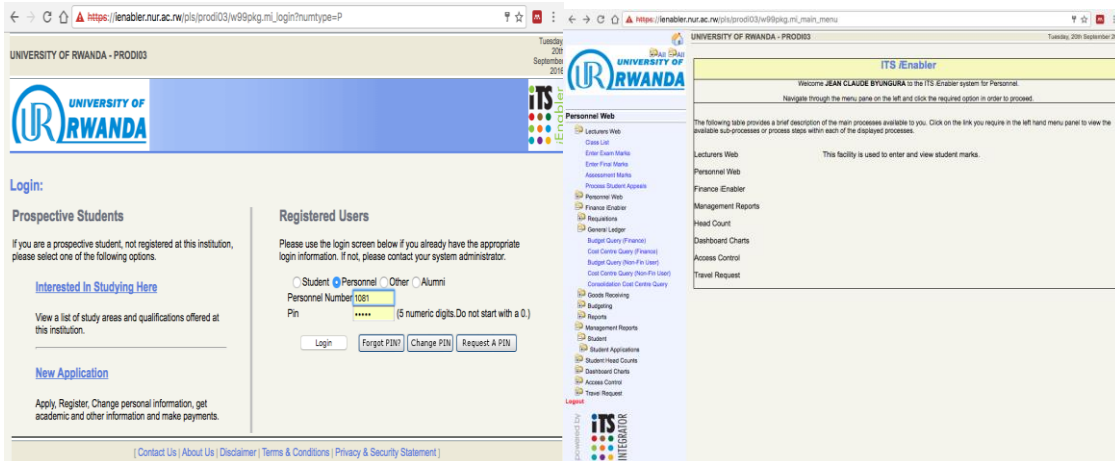 https://ienabler.nur.ac.rw/pls/prodi03/w99pkg.mi_login?numtype=P
UNIVERSITY OF RWANDA - PRODI03
Tuesday,
20th
September
2016
UR
UNIVERSITY OF
RWANDA
iTS
iEnabler
Login:
Prospective Students
If you are a prospective student, not registered at this institution,
please select one of the following options.
Interested In Studying Here
View a list of study areas and qualifications offered at
this institution.
New Application
Apply, Register, Change personal information, get
academic and other information and make payments.
Registered Users
Please use the login screen below if you already have the appropriate
login information. If not, please contact your system administrator.
Student Personnel Other Alumni
Personnel Number 1081
Pin ••••• (5 numeric digits.Do not start with a 0.)
Login Forgot PIN? Change PIN Request A PIN
[ Contact Us | About Us | Disclaimer | Terms & Conditions | Privacy & Security Statement ]
https://ienabler.nur.ac.rw/pls/prodi03/w99pkg.mi_main_menu
All All
UR
UNIVERSITY OF
RWANDA
Personnel Web
Lecturers Web
Class List
Enter Exam Marks
Enter Final Marks
Assessment Marks
Process Student Appeals
Personnel Web
Finance iEnabler
Requisitions
General Ledger
Budget Query (Finance)
Cost Centre Query (Finance)
Budget Query (Non-Fin User)
Cost Centre Query (Non-Fin User)
Consolidation Cost Centre Query
Goods Receiving
Budgeting
Reports
Management Reports
Student
Student Applications
Student Head Counts
Dashboard Charts
Access Control
Travel Request
Logout
powered by
iTS
INTEGRATOR
UNIVERSITY OF RWANDA - PRODI03
Tuesday, 20th September 2
ITS iEnabler
Welcome JEAN CLAUDE BYUNGURA to the ITS iEnabler system for Personnel.
Navigate through the menu pane on the left and click the required option in order to proceed.
The following table provides a brief description of the main processes available to you. Click on the link you require in the left hand menu panel to view the
available sub-processes or process steps within each of the displayed processes.
Lecturers Web This facility is used to enter and view student marks.
Personnel Web
Finance iEnabler
Management Reports
Head Count
Dashboard Charts
Access Control
Travel Request